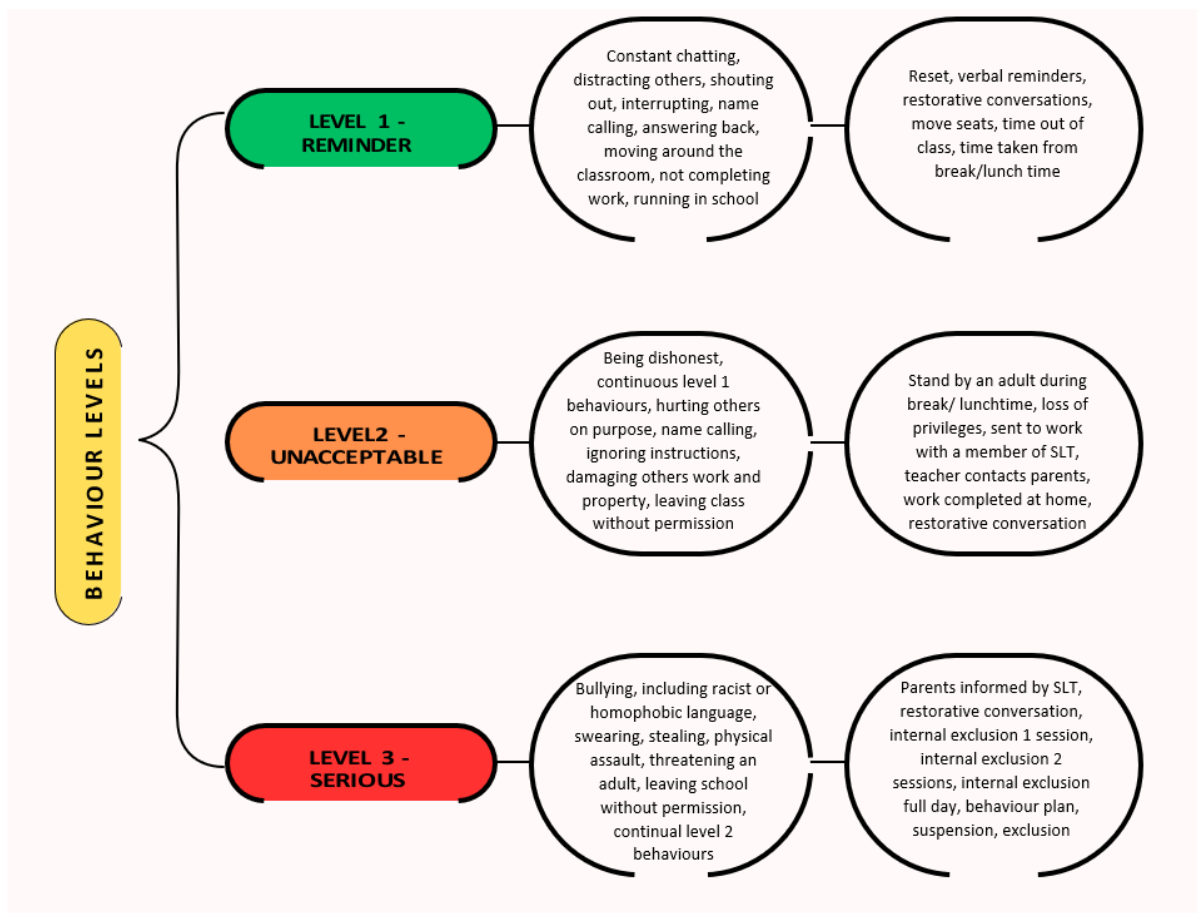 BEHAVIOUR LEVELS
LEVEL 1 -
REMINDER
Constant chatting,
distracting others, shouting
out, interrupting, name
calling, answering back,
moving around the
classroom, not completing
work, running in school
Reset, verbal reminders,
restorative conversations,
move seats, time out of
class, time taken from
break/lunch time
LEVEL2 -
UNACCEPTABLE
Being dishonest,
continuous level 1
behaviours, hurting others
on purpose, name calling,
ignoring instructions,
damaging others work and
property, leaving class
without permission
Stand by an adult during
break/ lunchtime, loss of
privileges, sent to work
with a member of SLT,
teacher contacts parents,
work completed at home,
restorative conversation
LEVEL 3 -
SERIOUS
Bullying, including racist or
homophobic language,
swearing, stealing, physical
assault, threatening an
adult, leaving school
without permission,
continual level 2
behaviours
Parents informed by SLT,
restorative conversation,
internal exclusion 1 session,
internal exclusion 2
sessions, internal exclusion
full day, behaviour plan,
suspension, exclusion